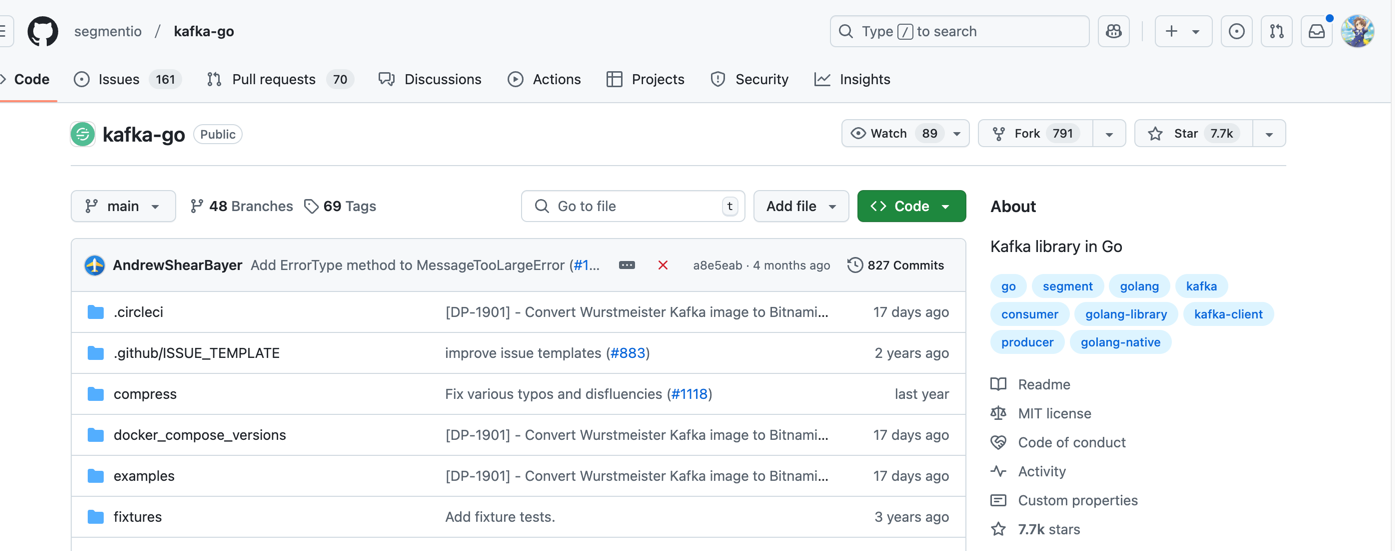 segmentio / kafka-go
Type / to search
Code Issues 161 Pull requests 70 Discussions Actions Projects Security Insights
kafka-go Public
Watch 89 Fork 791 Star 7.7k
main 48 Branches 69 Tags
Go to file t Add file Code
AndrewShearBayer Add ErrorType method to MessageTooLargeError (#1... a8e5eab · 4 months ago 827 Commits
.circleci [DP-1901] - Convert Wurstmeister Kafka image to Bitnami... 17 days ago
.github/ISSUE_TEMPLATE improve issue templates (#883) 2 years ago
compress Fix various typos and disfluencies (#1118) last year
docker_compose_versions [DP-1901] - Convert Wurstmeister Kafka image to Bitnami... 17 days ago
examples [DP-1901] - Convert Wurstmeister Kafka image to Bitnami... 17 days ago
fixtures Add fixture tests. 3 years ago
About
Kafka library in Go
go segment golang kafka
consumer golang-library kafka-client
producer golang-native
Readme
MIT license
Code of conduct
Activity
Custom properties
7.7k stars